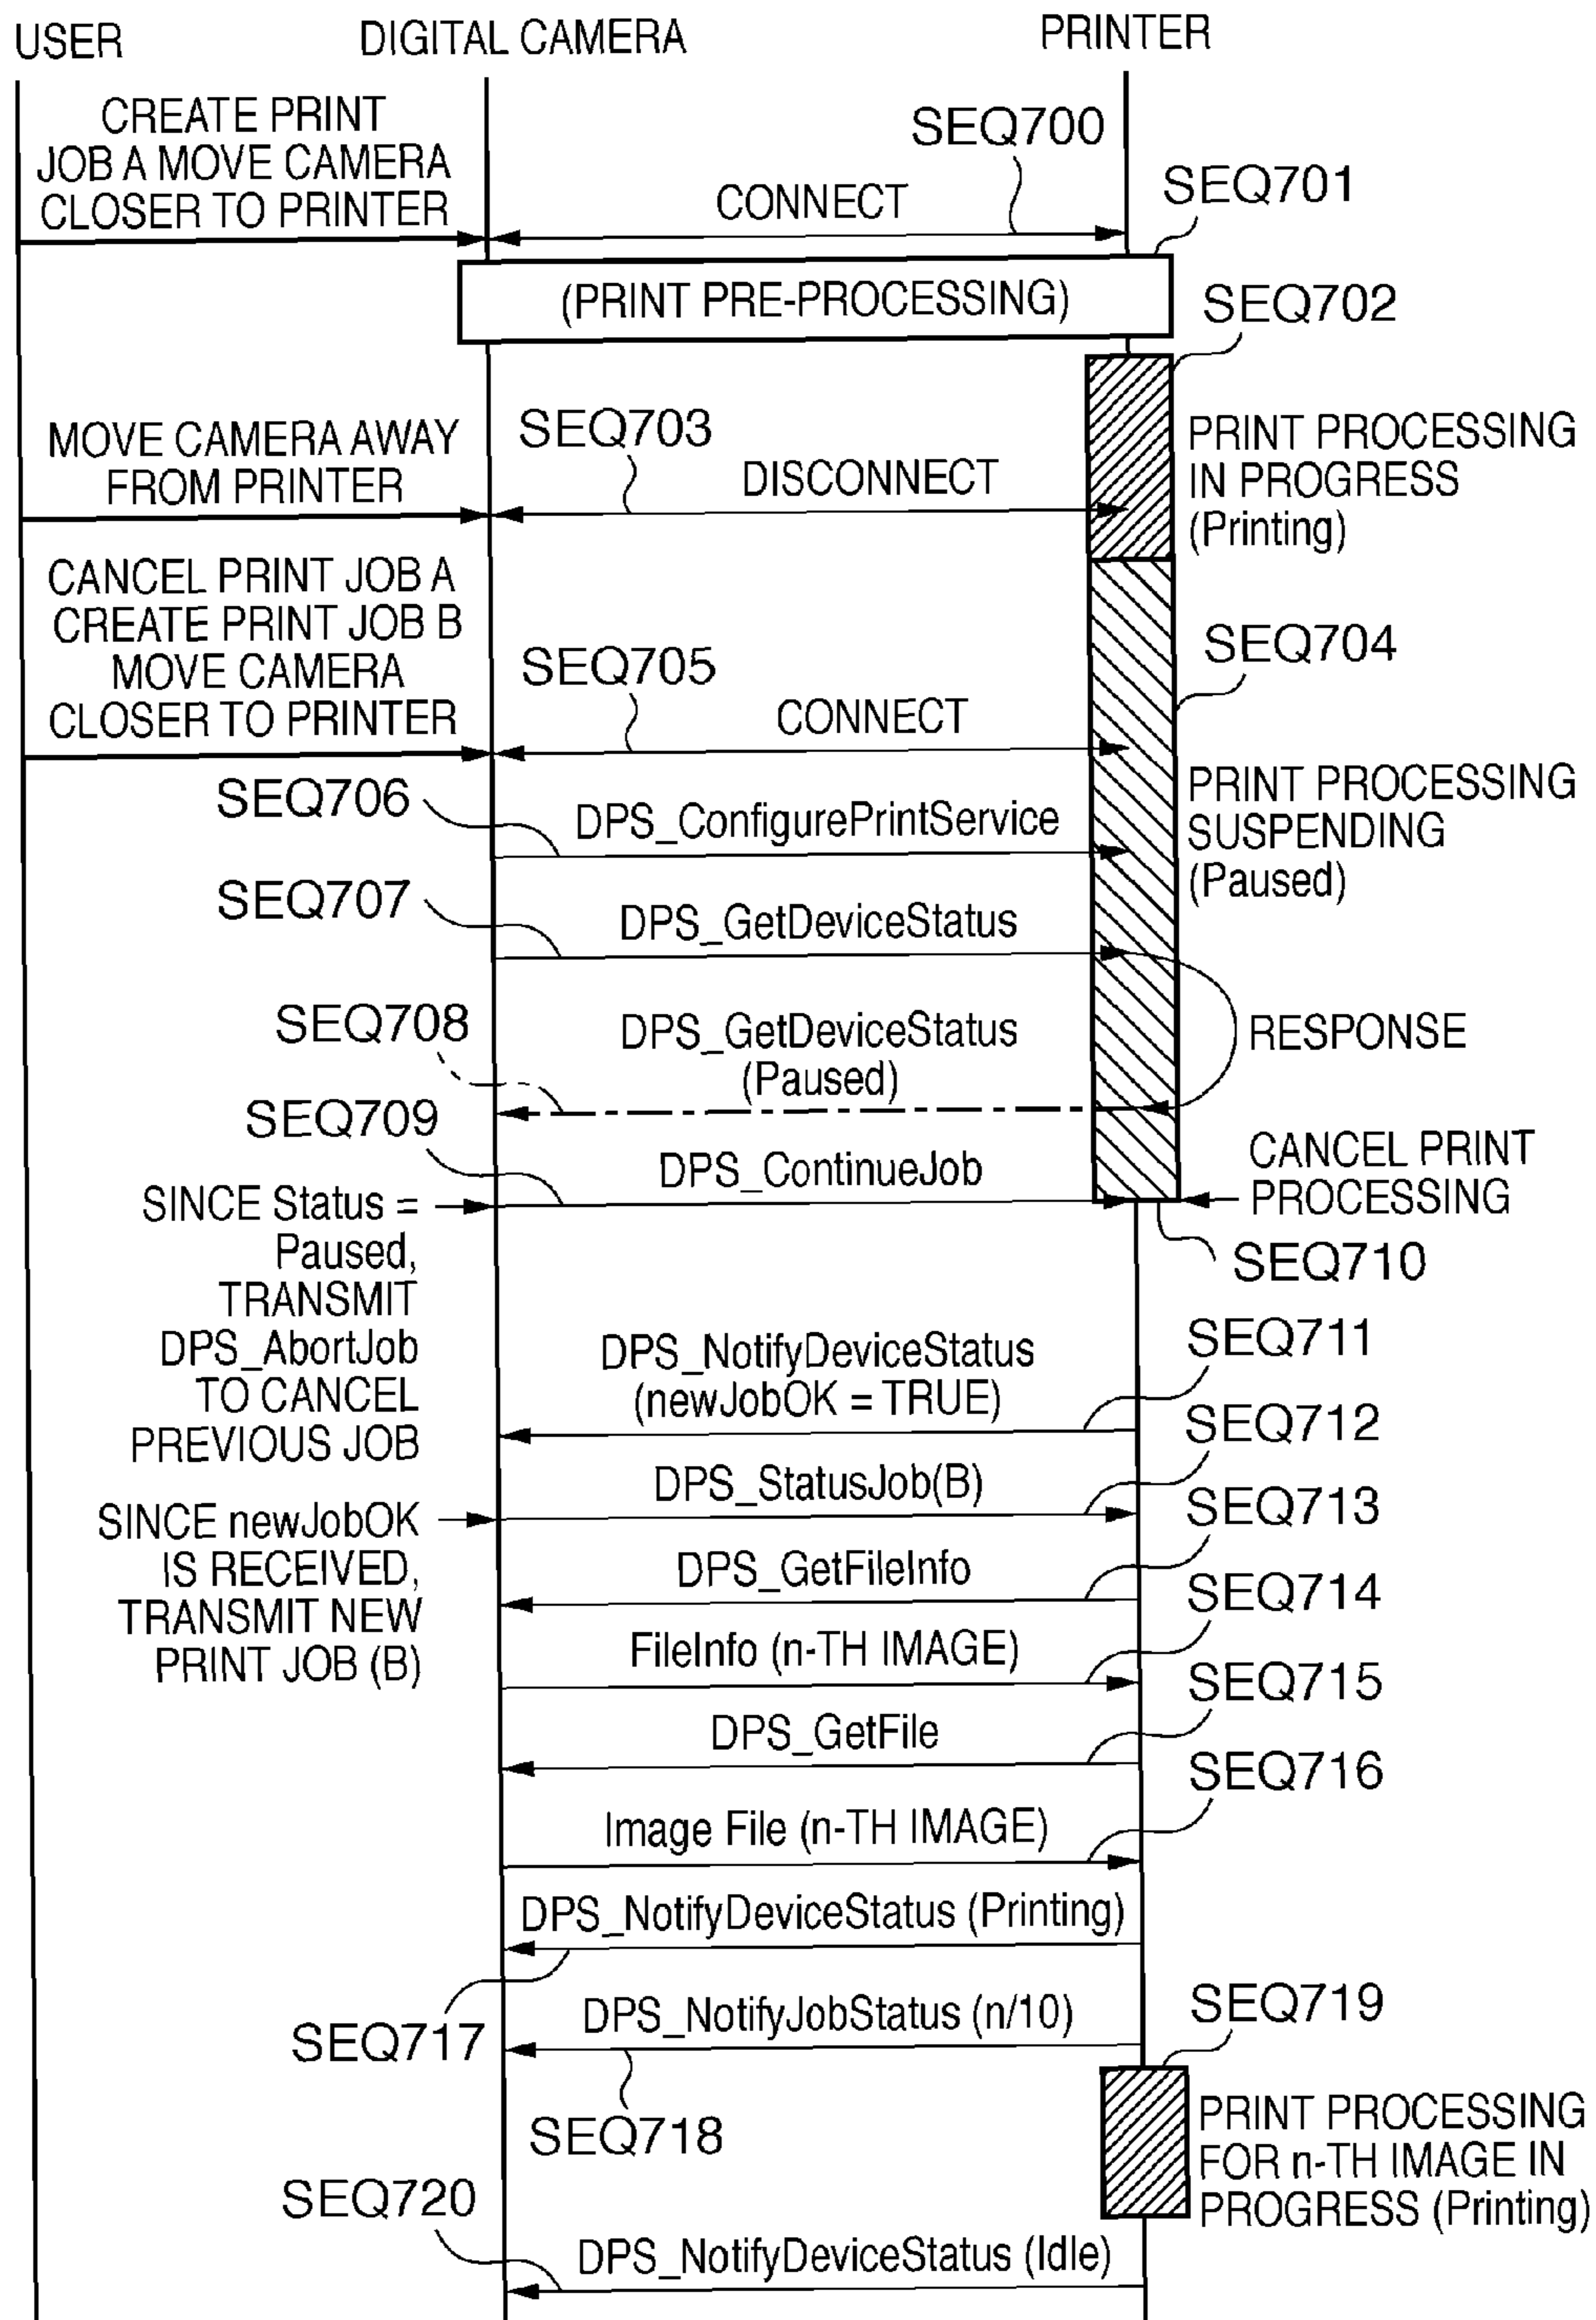 USER
DIGITAL CAMERA
PRINTER
CREATE PRINT
JOB A MOVE CAMERA
CLOSER TO PRINTER
SEQ700
CONNECT
SEQ701
(PRINT PRE-PROCESSING)
SEQ702
MOVE CAMERA AWAY
FROM PRINTER
SEQ703
DISCONNECT
PRINT PROCESSING
IN PROGRESS
(Printing)
CANCEL PRINT JOB A
CREATE PRINT JOB B
MOVE CAMERA
CLOSER TO PRINTER
SEQ704
SEQ705
CONNECT
SEQ706
DPS_ConfigurePrintService
PRINT PROCESSING
SUSPENDING
(Paused)
SEQ707
DPS_GetDeviceStatus
SEQ708
DPS_GetDeviceStatus
(Paused)
RESPONSE
SEQ709
DPS_ContinueJob
CANCEL PRINT
PROCESSING
SINCE Status =
Paused,
TRANSMIT
DPS_AbortJob
TO CANCEL
PREVIOUS JOB
SEQ710
DPS_NotifyDeviceStatus
(newJobOK = TRUE)
SEQ711
DPS_StatusJob(B)
SEQ712
SINCE newJobOK
IS RECEIVED,
TRANSMIT NEW
PRINT JOB (B)
DPS_GetFileInfo
SEQ713
FileInfo (n-TH IMAGE)
SEQ714
DPS_GetFile
SEQ715
Image File (n-TH IMAGE)
SEQ716
DPS_NotifyDeviceStatus (Printing)
SEQ717
DPS_NotifyJobStatus (n/10)
SEQ718
SEQ719
PRINT PROCESSING
FOR n-TH IMAGE IN
PROGRESS (Printing)
SEQ720
DPS_NotifyDeviceStatus (Idle)